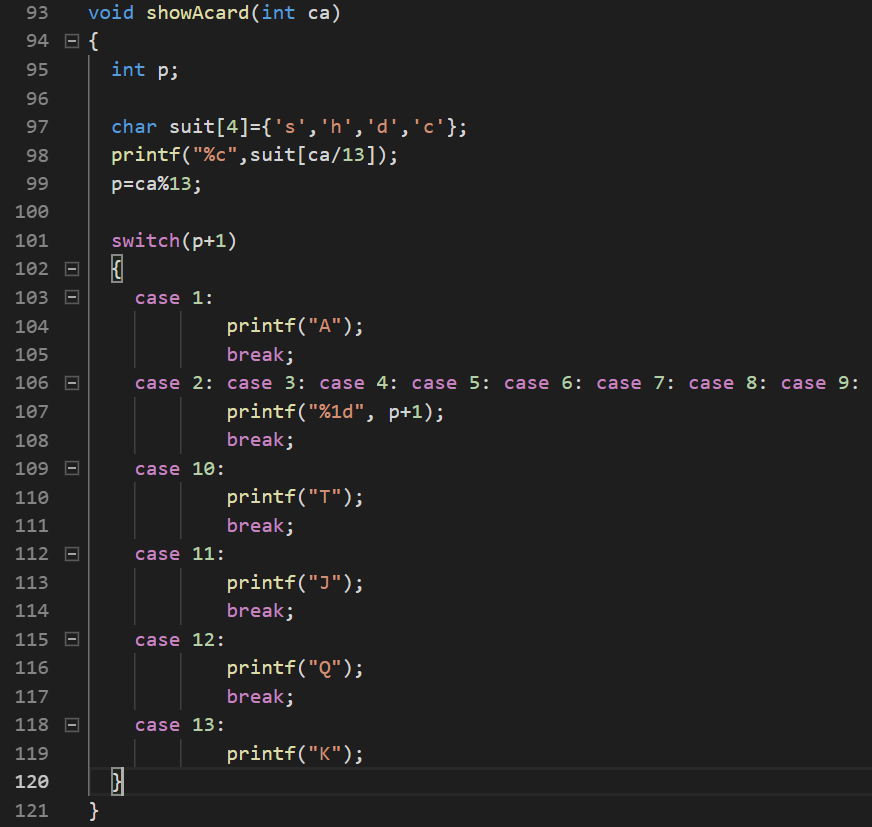 93 void showAcard(int ca)
94 {
95 int p;
96
97 char suit[4]={'s','h','d','c'};
98 printf("%c",suit[ca/13]);
99 p=ca%13;
100
101 switch(p+1)
102 {
103 case 1:
104 printf("A");
105 break;
106 case 2: case 3: case 4: case 5: case 6: case 7: case 8: case 9:
107 printf("%1d", p+1);
108 break;
109 case 10:
110 printf("T");
111 break;
112 case 11:
113 printf("J");
114 break;
115 case 12:
116 printf("Q");
117 break;
118 case 13:
119 printf("K");
120 }
121 }